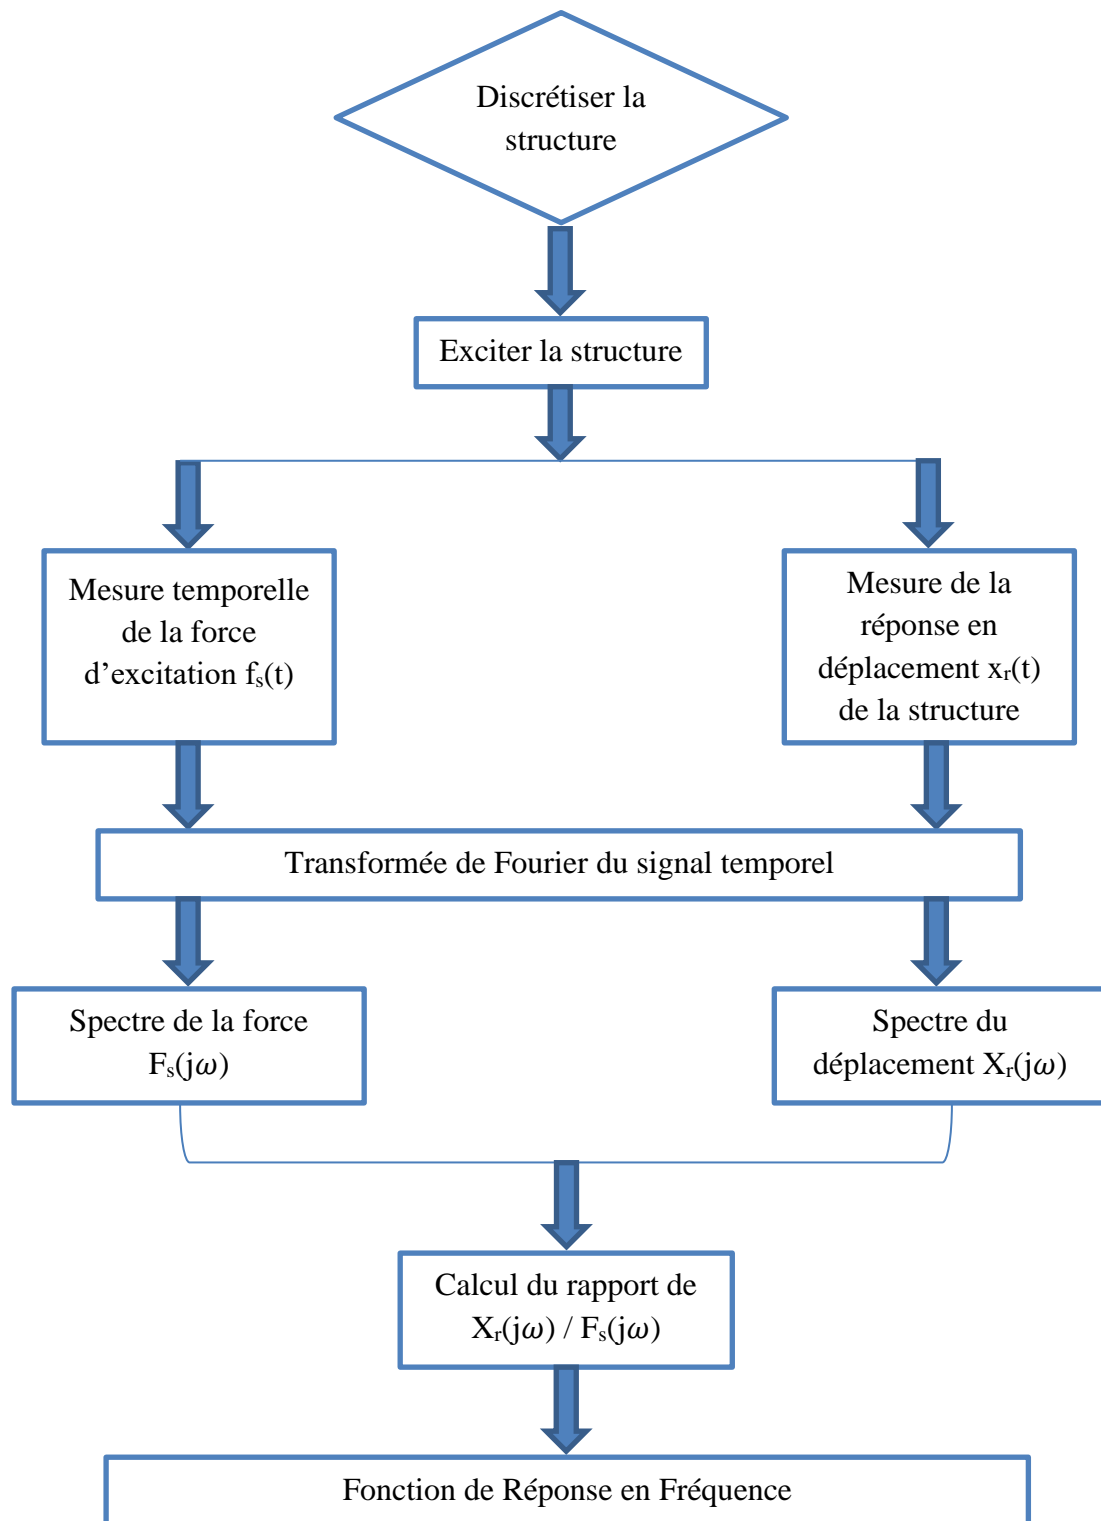 Discrétiser la
structure
Exciter la structure
Mesure temporelle
de la force
d’excitation fₛ(t)
Mesure de la
réponse en
déplacement xᵣ(t)
de la structure
Transformée de Fourier du signal temporel
Spectre de la force
Fₛ(jω)
Spectre du
déplacement Xᵣ(jω)
Calcul du rapport de
Xᵣ(jω) / Fₛ(jω)
Fonction de Réponse en Fréquence